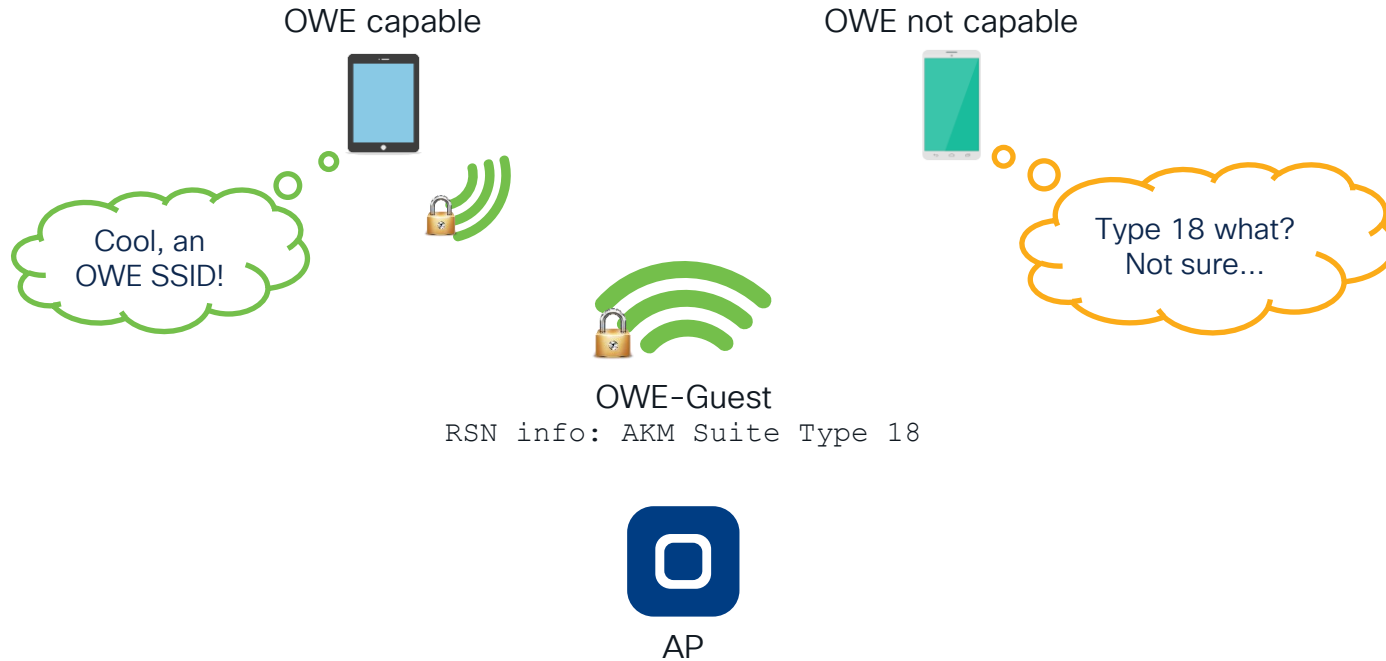 OWE capable
OWE not capable
Cool, an
OWE SSID!
Type 18 what?
Not sure...
OWE-Guest
RSN info: AKM Suite Type 18
AP